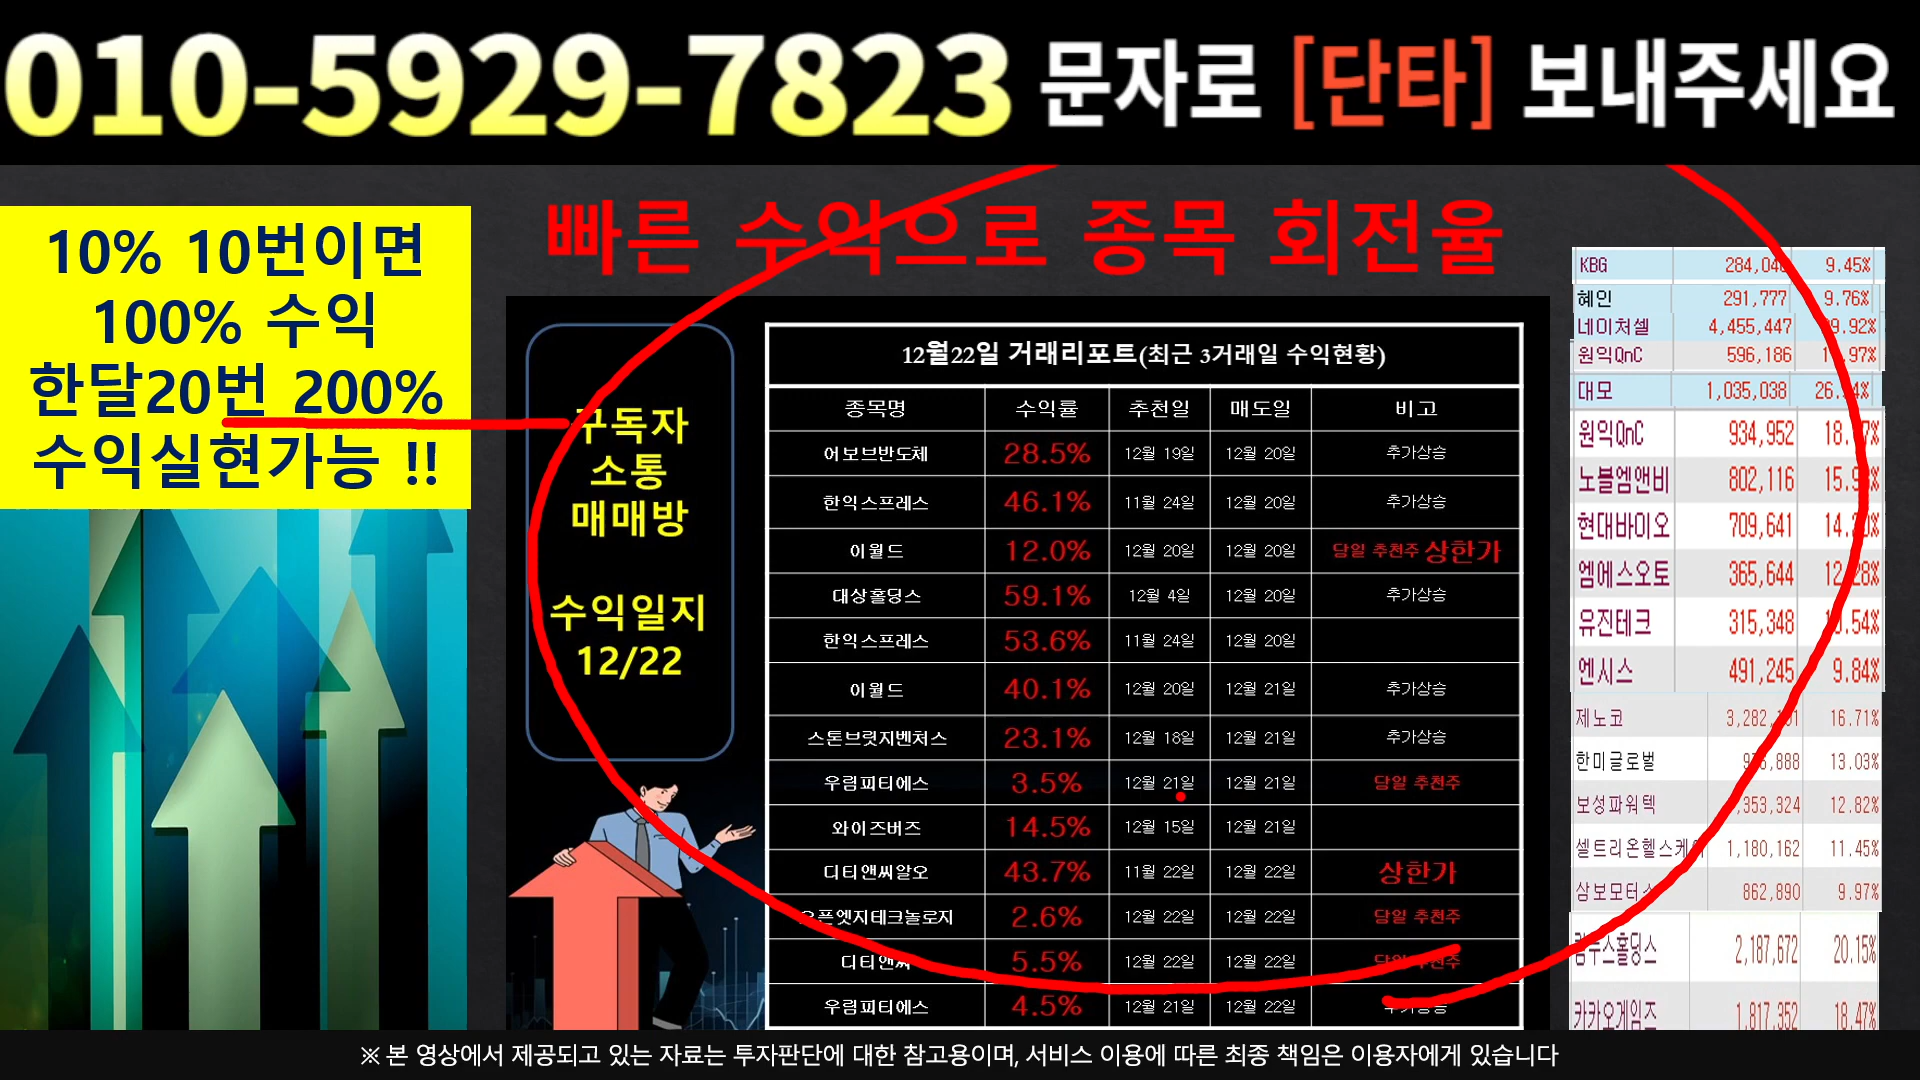 010-5929-7823 문자로 [단타] 보내주세요
빠른 수익으로 종목 회전율
10% 10번이면
100% 수익
한달20번 200%
수익실현가능 !!
구독자
소통
매매방
수익일지
12/22
12월22일 거래리포트(최근 3거래일 수익현황)
종목명 수익률 추천일 매도일 비고
어보브반도체 28.5% 12월 19일 12월 20일 추가상승
한익스프레스 46.1% 11월 24일 12월 20일 추가상승
이월드 12.0% 12월 20일 12월 20일 당일 추천주 상한가
대상홀딩스 59.1% 12월 4일 12월 20일 추가상승
한익스프레스 53.6% 11월 24일 12월 20일
이월드 40.1% 12월 20일 12월 21일 추가상승
스톤브릿지벤처스 23.1% 12월 18일 12월 21일 추가상승
우림피티에스 3.5% 12월 21일 12월 21일 당일 추천주
와이즈버즈 14.5% 12월 15일 12월 21일
디티앤씨알오 43.7% 11월 22일 12월 22일 상한가
오픈엣지테크놀로지 2.6% 12월 22일 12월 22일 당일 추천주
디티앤씨 5.5% 12월 22일 12월 22일 당일 추천주
우림피티에스 4.5% 12월 21일 12월 22일
KBG 9.45%
혜인 291,777 9.76%
네이처셀 4,455,447
원익QnC 596,186
대모 1,035,038
원익QnC 934,952
노블엠앤비 802,116
현대바이오 709,641
엠에스오토 365,644
유진테크 315,348
엔시스 491,245 9.84%
제노코 16.71%
한미글로벌 13.03%
보성파워텍 12.82%
셀트리온헬스케어 1,180,162 11.45%
삼보모터스 862,890 9.97%
2,187,672 20.15%
카카오게임즈 1,817,352 18.47%
※ 본 영상에서 제공되고 있는 자료는 투자판단에 대한 참고용이며, 서비스 이용에 따른 최종 책임은 이용자에게 있습니다